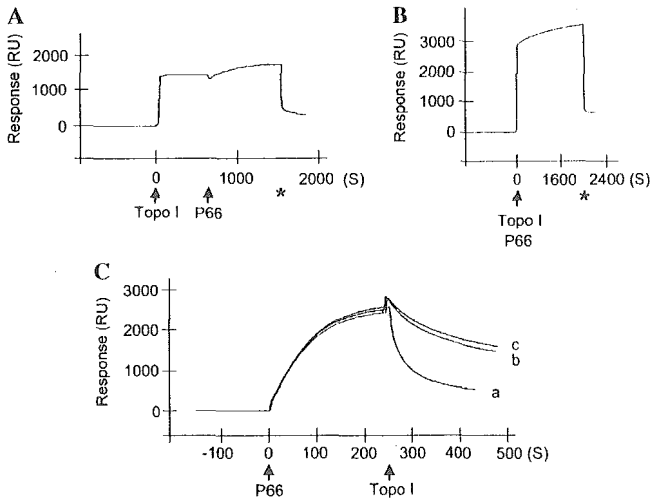 A
Response (RU)
2000
1000
0
0 1000 2000 (S)
Topo I P66 *
B
Response (RU)
3000
2000
1000
0
0 1600 2400 (S)
*
Topo I
P66
C
Response (RU)
3000
2000
1000
0
c
b
a
-100 0 100 200 300 400 500 (S)
P66 Topo I